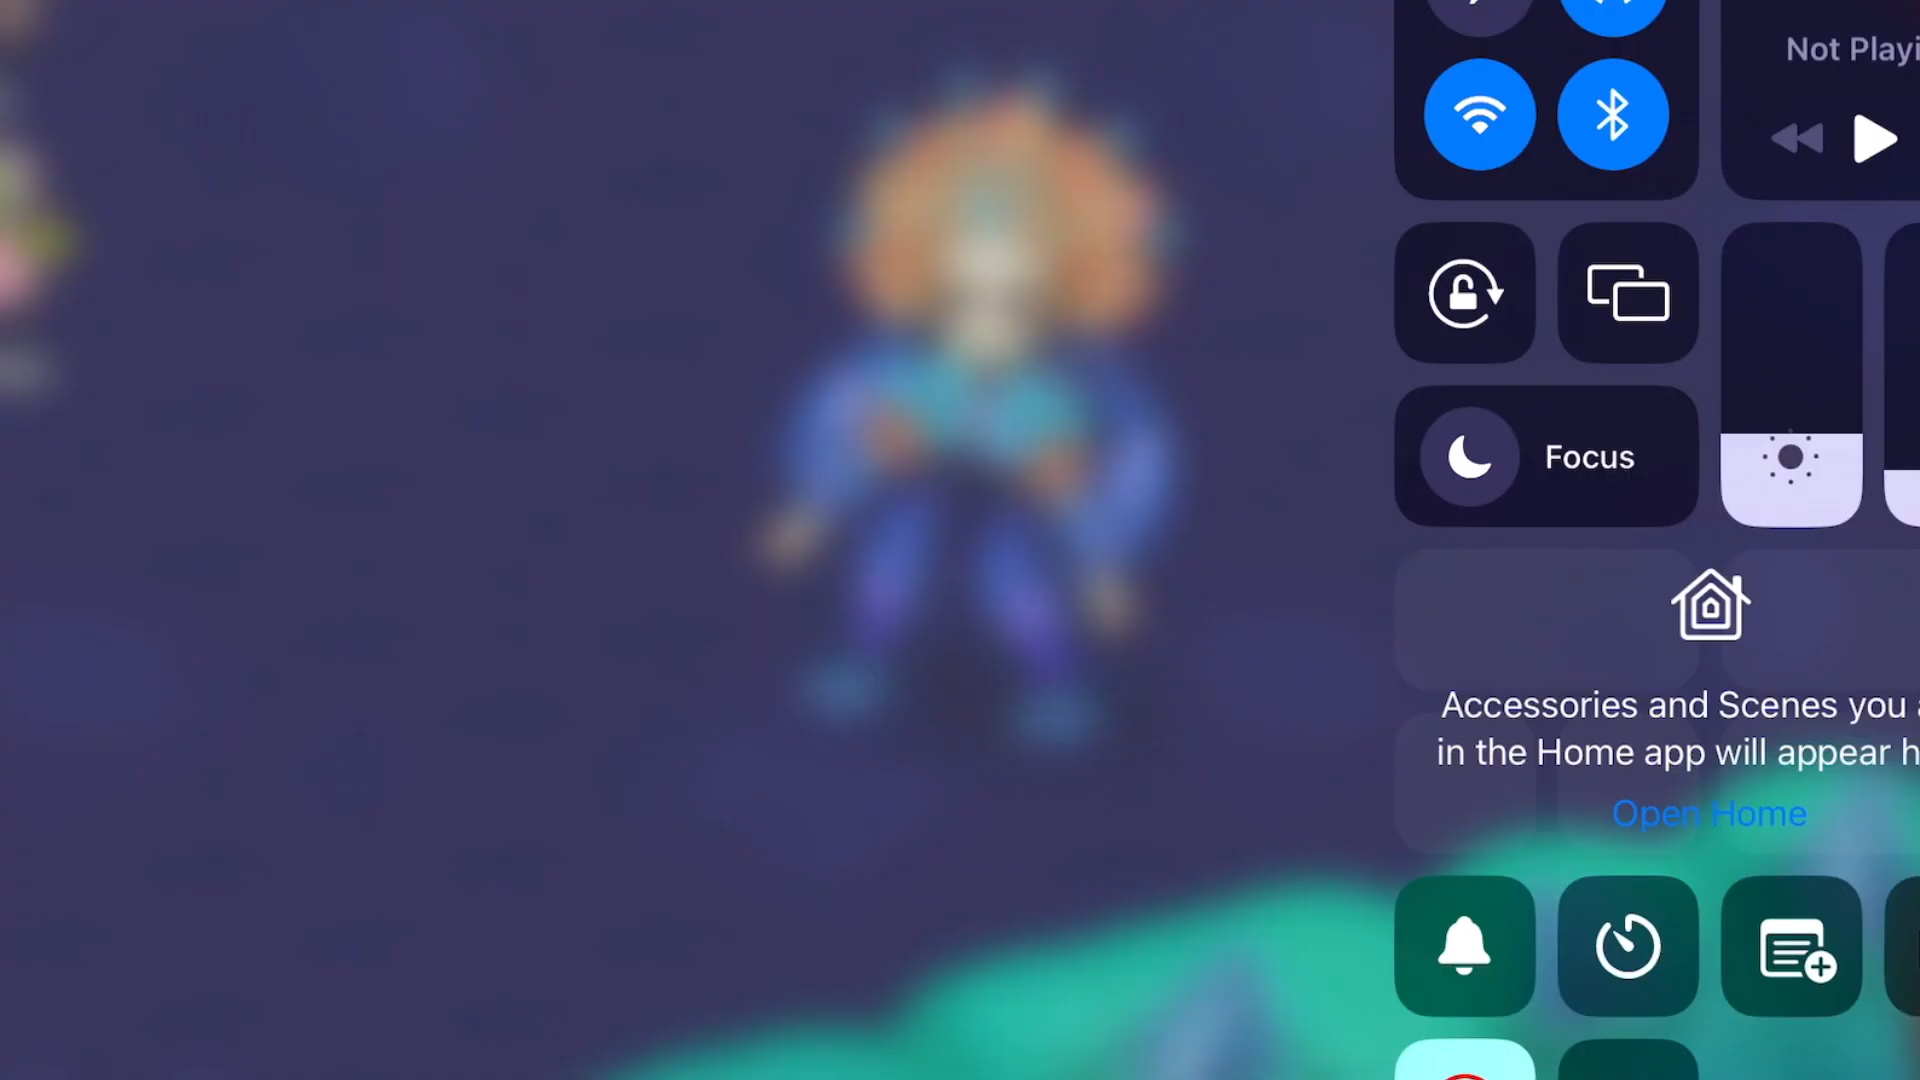 Not Playi
Focus
Accessories and Scenes you a
in the Home app will appear h
Open Home